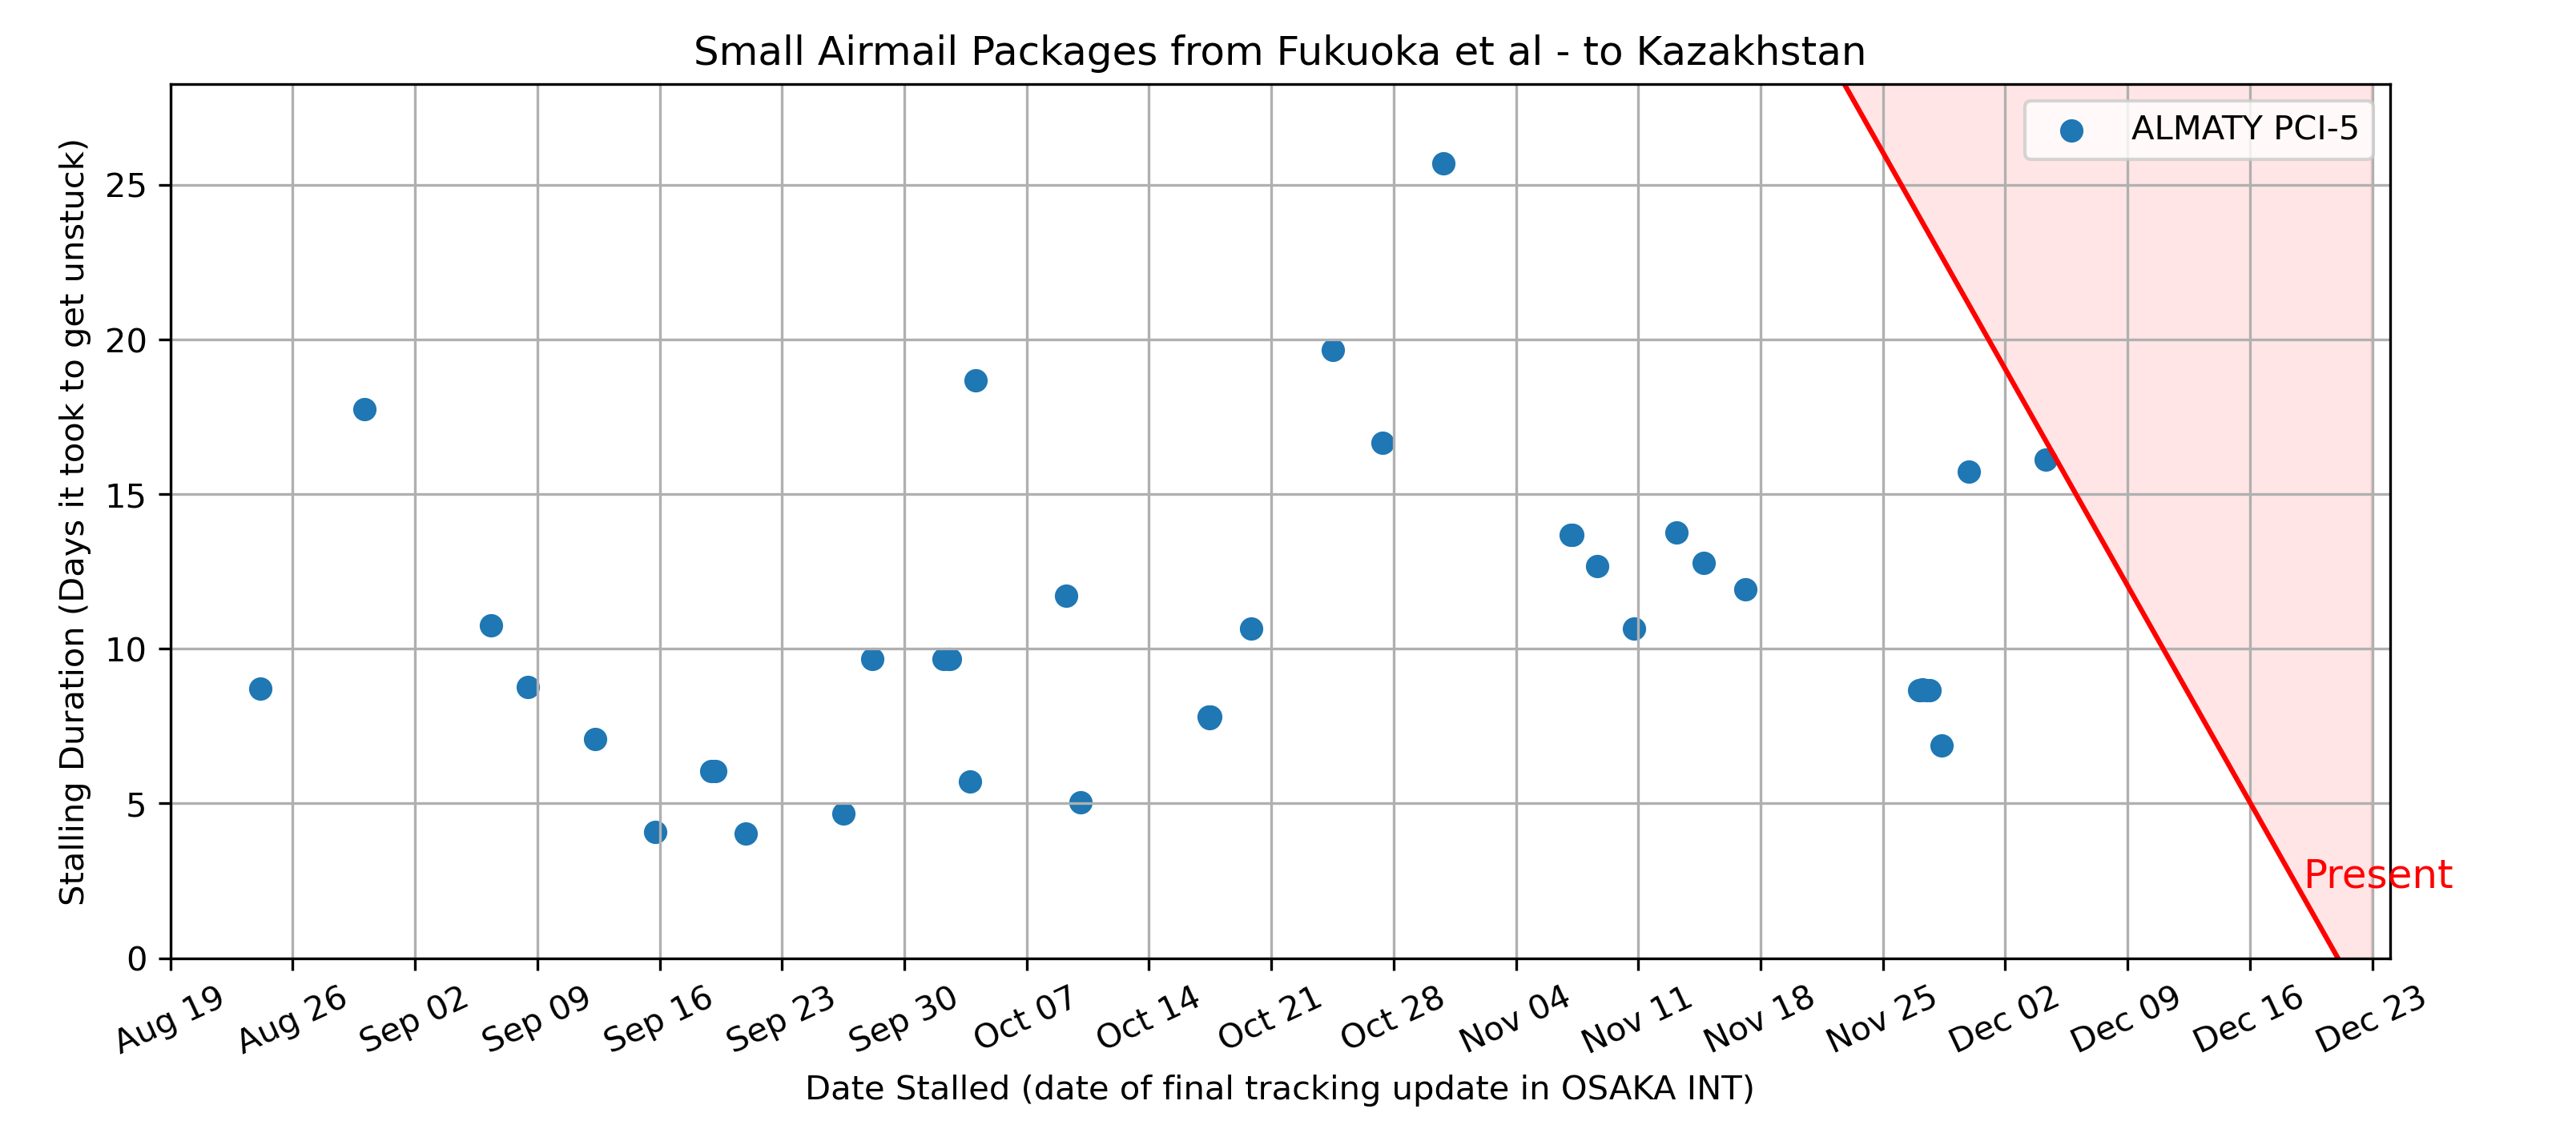 Small Airmail Packages from Fukuoka et al - to Kazakhstan
ALMATY PCI-5
Stalling Duration (Days it took to get unstuck)
25
20
15
10
5
0
Present
Aug 19 Aug 26 Sep 02 Sep 09 Sep 16 Sep 23 Sep 30 Oct 07 Oct 14 Oct 21 Oct 28 Nov 04 Nov 11 Nov 18 Nov 25 Dec 02 Dec 09 Dec 16 Dec 23
Date Stalled (date of final tracking update in OSAKA INT)